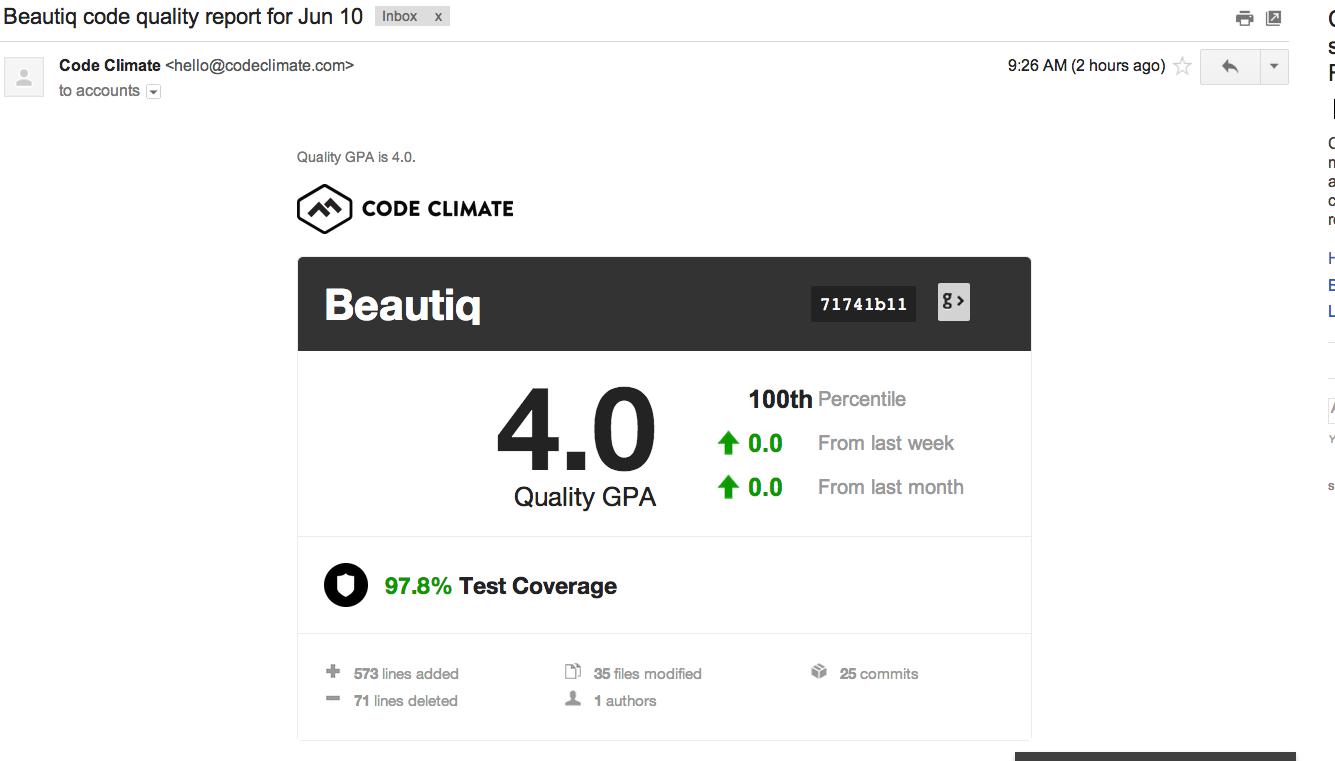 Beautiq code quality report for Jun 10 Inbox x
Code Climate <hello@codeclimate.com> 9:26 AM (2 hours ago)
to accounts
Quality GPA is 4.0.
CODE CLIMATE
Beautiq 71741b11 g>
4.0
Quality GPA
100th Percentile
0.0 From last week
0.0 From last month
97.8% Test Coverage
573 lines added 35 files modified 25 commits
71 lines deleted 1 authors